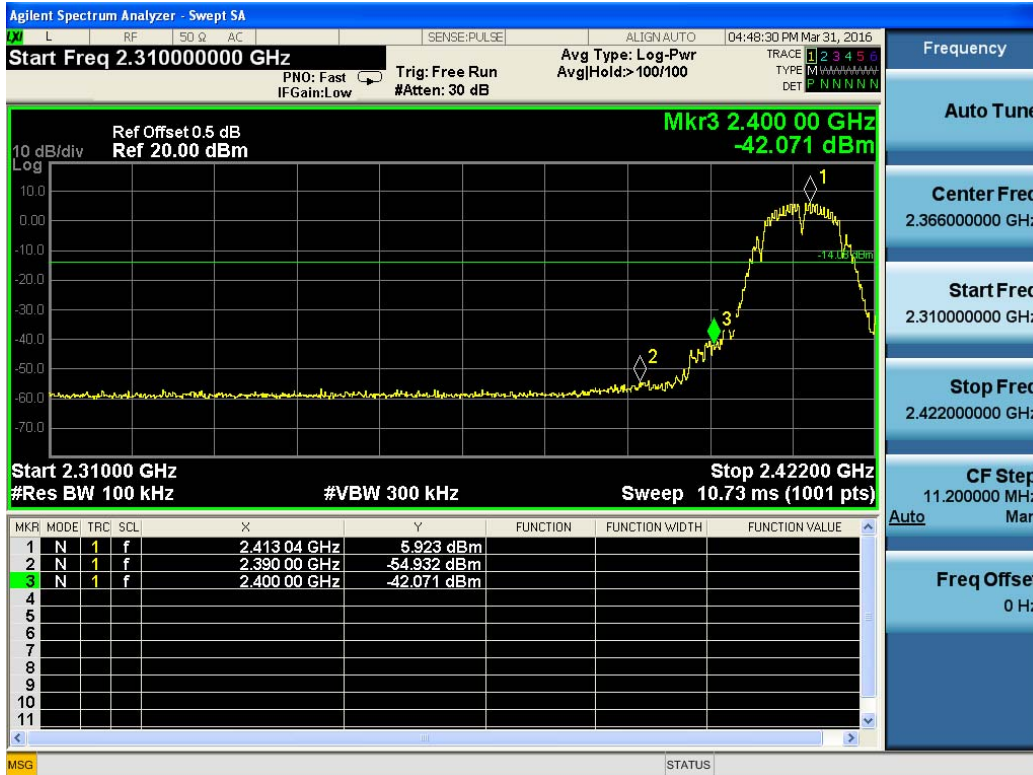 Agilent Spectrum Analyzer - Swept SA
LXI L RF 50 Ω AC SENSE:PULSE ALIGN AUTO 04:48:30 PM Mar 31, 2016
Start Freq 2.310000000 GHz
Avg Type: Log-Pwr
TRACE 1 2 3 4 5 6
PNO: Fast
Trig: Free Run
Avg|Hold:>100/100
TYPE M
IFGain:Low
#Atten: 30 dB
DET P N N N N N
Ref Offset 0.5 dB
Mkr3 2.400 00 GHz
10 dB/div
Ref 20.00 dBm
-42.071 dBm
Log
10.0
0.00
-10.0
-20.0
-30.0
-40.0
-50.0
-60.0
-70.0
1
-14.08 dBm
3
2
Start 2.31000 GHz
Stop 2.42200 GHz
#Res BW 100 kHz
#VBW 300 kHz
Sweep 10.73 ms (1001 pts)
MKR MODE TRC SCL X Y FUNCTION FUNCTION WIDTH FUNCTION VALUE
1 N 1 f 2.413 04 GHz 5.923 dBm
2 N 1 f 2.390 00 GHz -54.932 dBm
3 N 1 f 2.400 00 GHz -42.071 dBm
4
5
6
7
8
9
10
11
MSG
STATUS
Frequency
Auto Tune
Center Freq
2.366000000 GHz
Start Freq
2.310000000 GHz
Stop Freq
2.422000000 GHz
CF Step
11.200000 MHz
Auto Man
Freq Offset
0 Hz